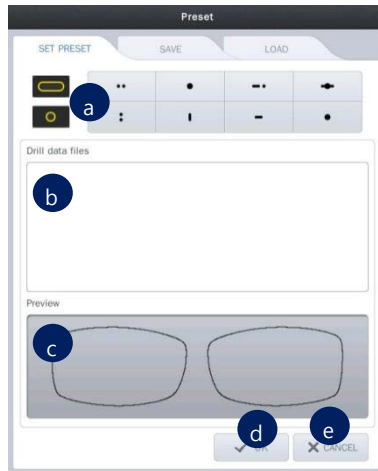 Preset
SET PRESET SAVE LOAD
a
Drill data files
b
Preview
c
d e
CANCEL